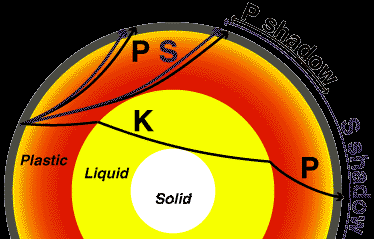 P shadow
P S
K
S shadow
Plastic
P
Liquid
Solid